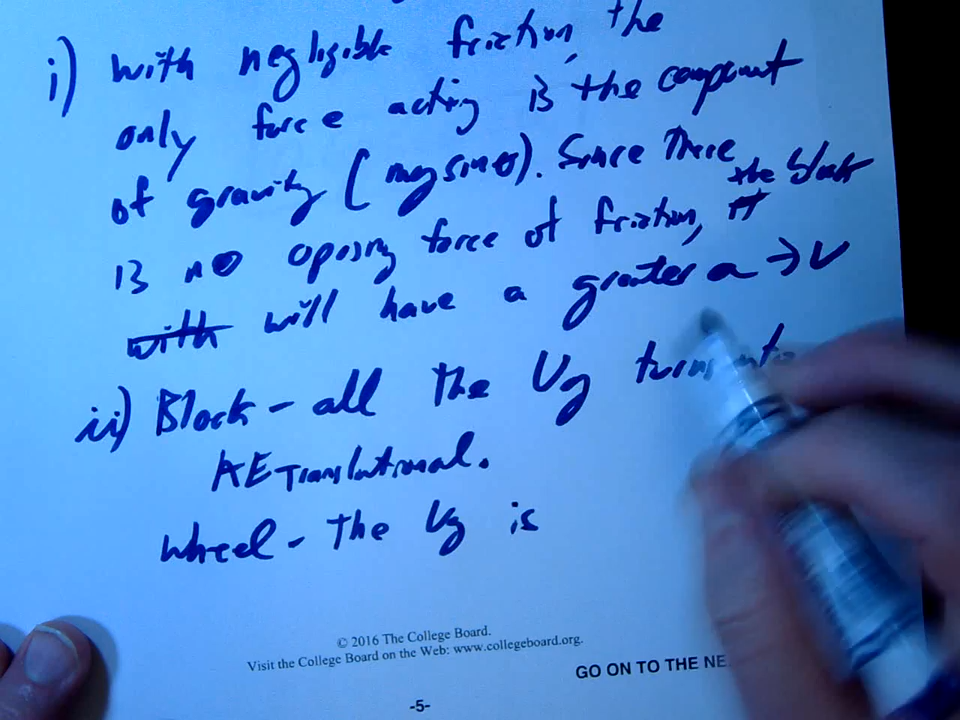 i) with negligible friction, the
only force acting is the component
of gravity (mg sinθ). Since there
is no oposing force of friction, it the block
with will have a greater a → v
ii) Block - all the Ug turns into
KE Translational.
Wheel - The Ug is
© 2016 The College Board.
Visit the College Board on the Web: www.collegeboard.org.
GO ON TO THE
-5-